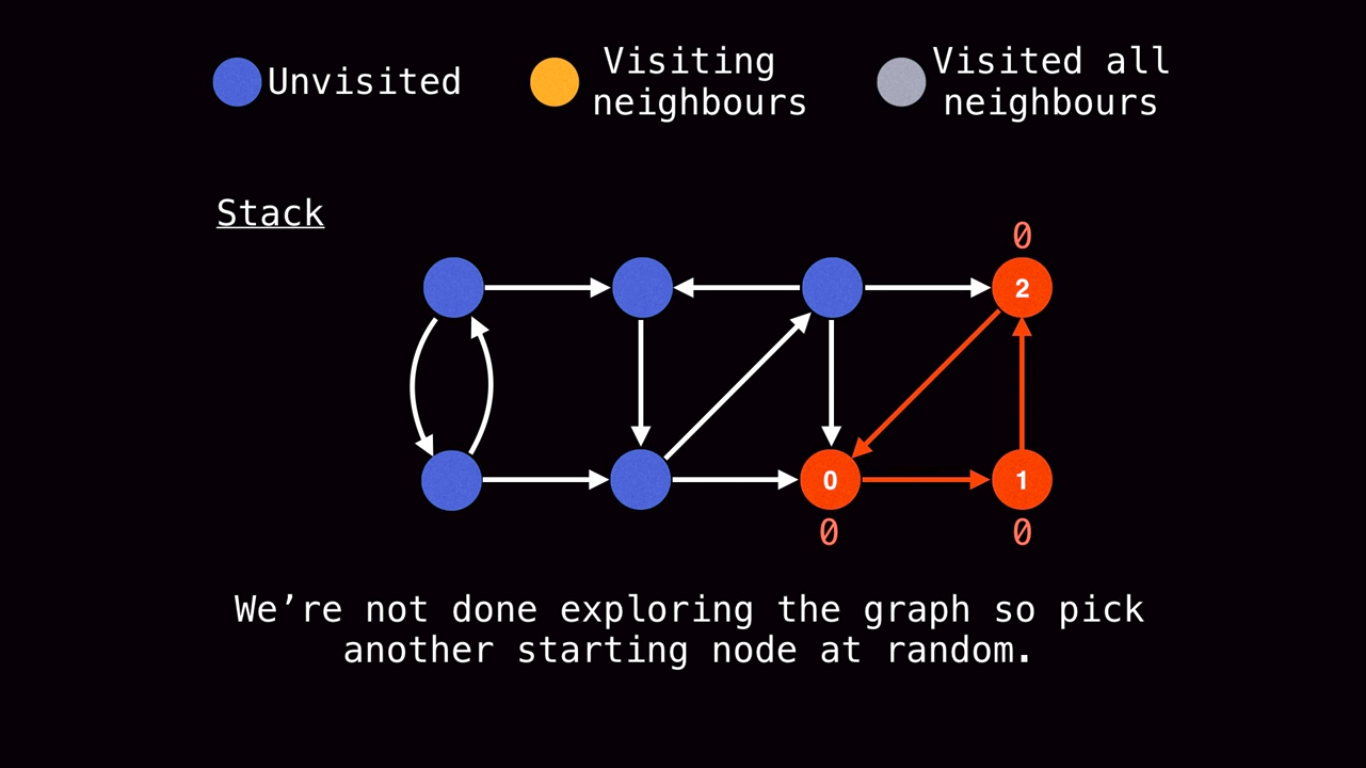 Unvisited
Visiting
neighbours
Visited all
neighbours
Stack
0
2
0
1
0
0
We’re not done exploring the graph so pick
another starting node at random.